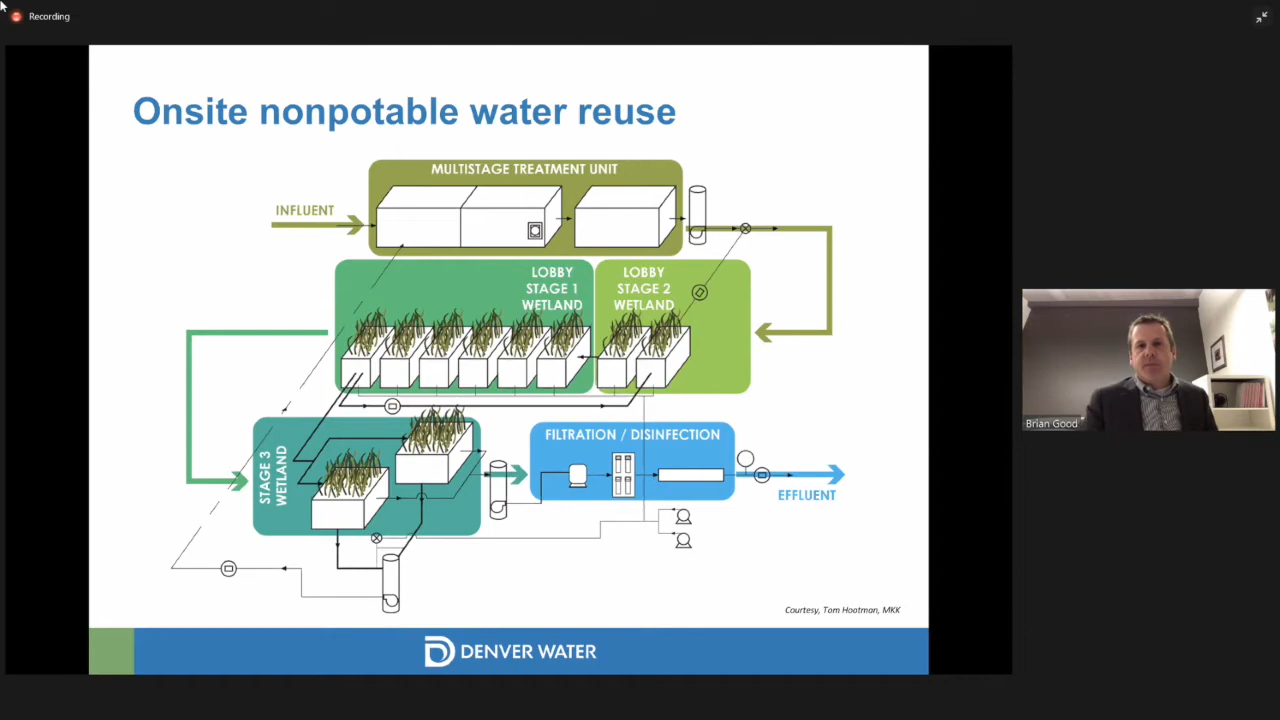 Recording
Onsite nonpotable water reuse
MULTISTAGE TREATMENT UNIT
INFLUENT
LOBBY
STAGE 1
WETLAND
LOBBY
STAGE 2
WETLAND
STAGE 3
WETLAND
FILTRATION / DISINFECTION
EFFLUENT
Courtesy, Tom Hootman, MKK
DENVER WATER
Brian Good